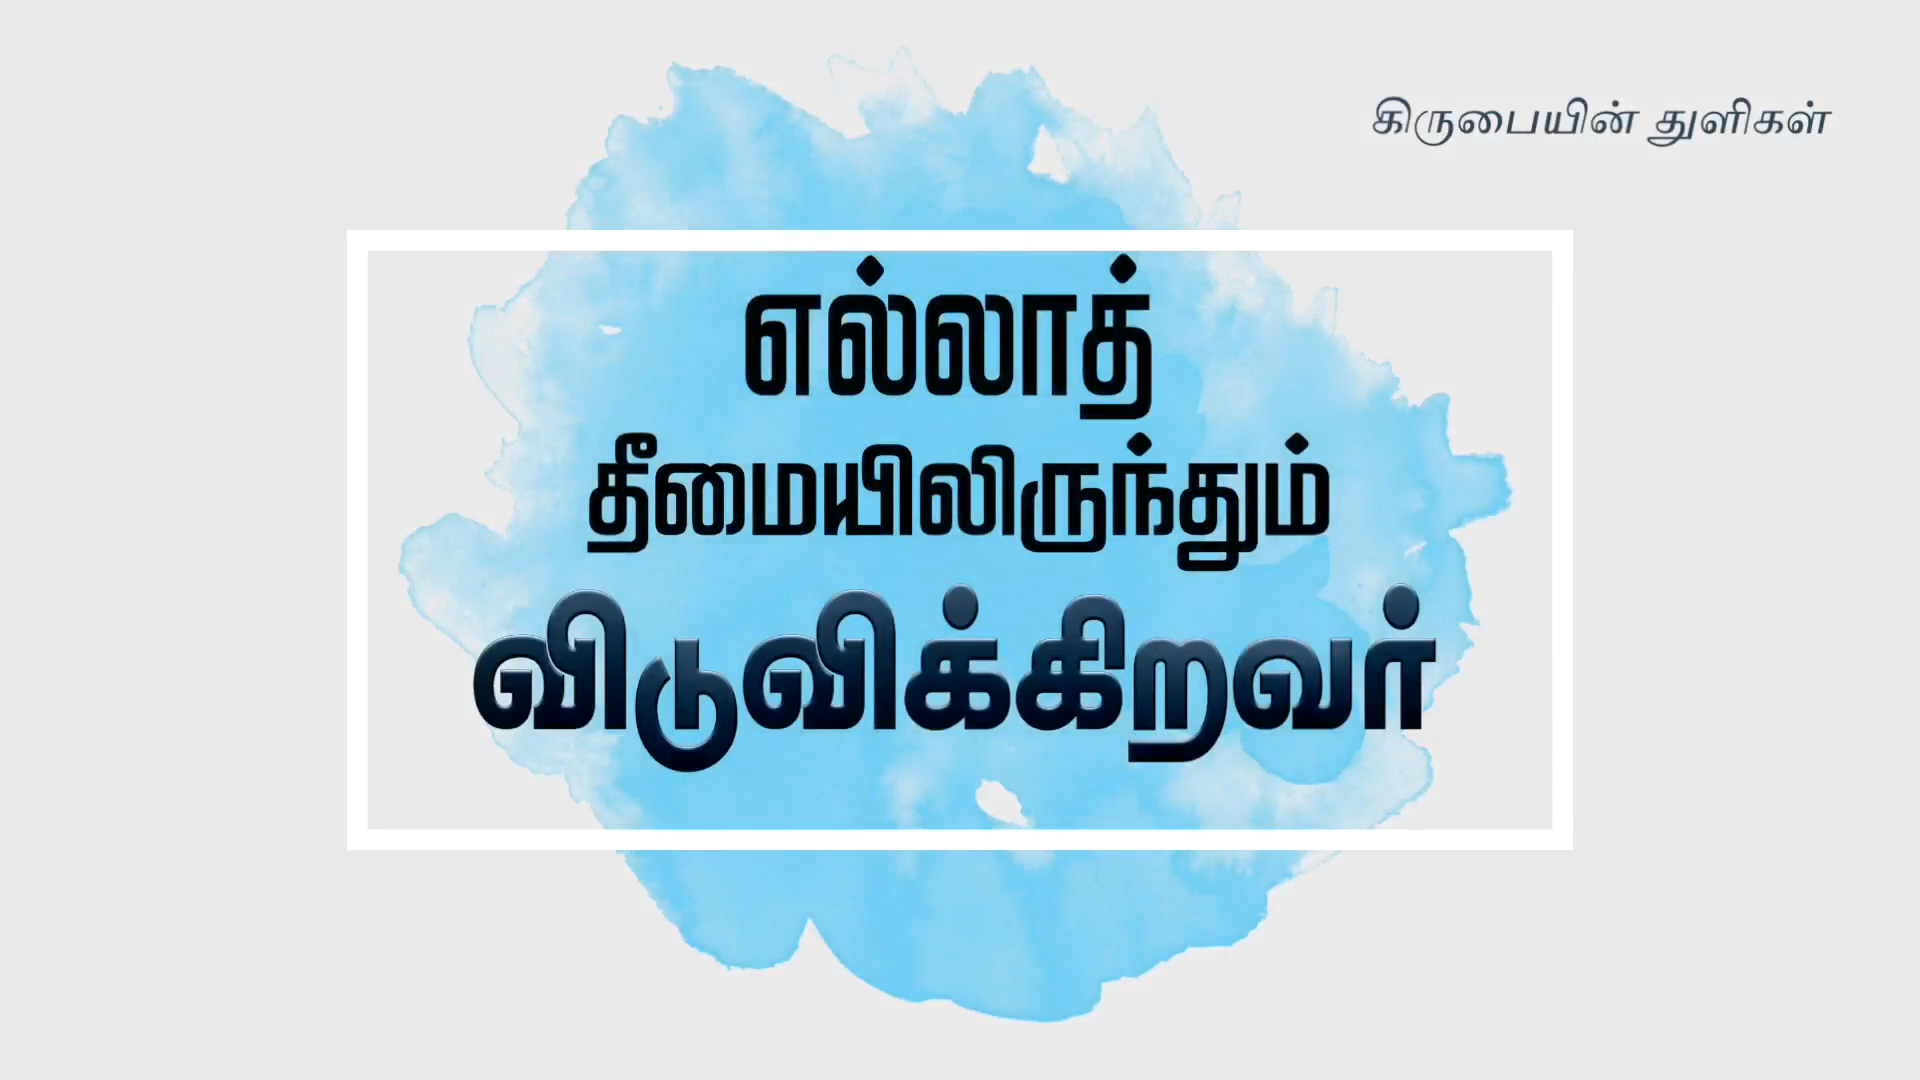 கிருபையின் துளிகள்
எல்லாத்
தீமையிலிருந்தும்
விடுவிக்கிறவர்